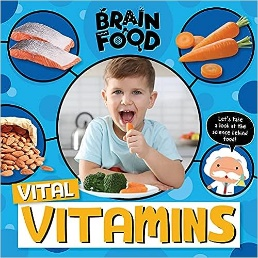 BRAIN
FOOD
Let's take
a look at the
science behind
food!
VITAL
VITAMINS